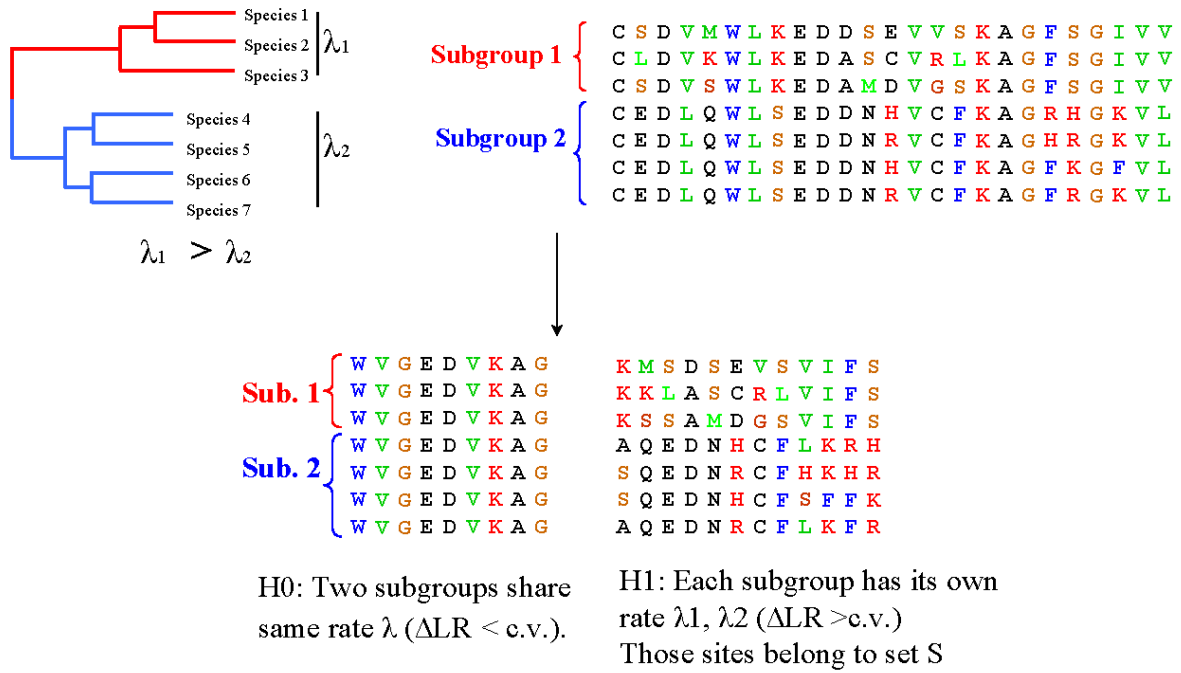 Species 1
Species 2
Species 3
λ1
Species 4
Species 5
Species 6
Species 7
λ2
λ1 > λ2
Subgroup 1
Subgroup 2
C S D V M W L K E D D S E V V S K A G F S G I V V
C L D V K W L K E D A S C V R L K A G F S G I V V
C S D V S W L K E D A M D V G S K A G F S G I V V
C E D L Q W L S E D D N H V C F K A G R H G K V L
C E D L Q W L S E D D N R V C F K A G H R G K V L
C E D L Q W L S E D D N H V C F K A G F K G F V L
C E D L Q W L S E D D N R V C F K A G F R G K V L
Sub. 1
Sub. 2
W V G E D V K A G
W V G E D V K A G
W V G E D V K A G
W V G E D V K A G
W V G E D V K A G
W V G E D V K A G
W V G E D V K A G
K M S D S E V S V I F S
K K L A S C R L V I F S
K S S A M D G S V I F S
A Q E D N H C F L K R H
S Q E D N R C F H K H R
S Q E D N H C F S F F K
A Q E D N R C F L K F R
H0: Two subgroups share
same rate λ (ΔLR < c.v.).
H1: Each subgroup has its own
rate λ1, λ2 (ΔLR >c.v.)
Those sites belong to set S